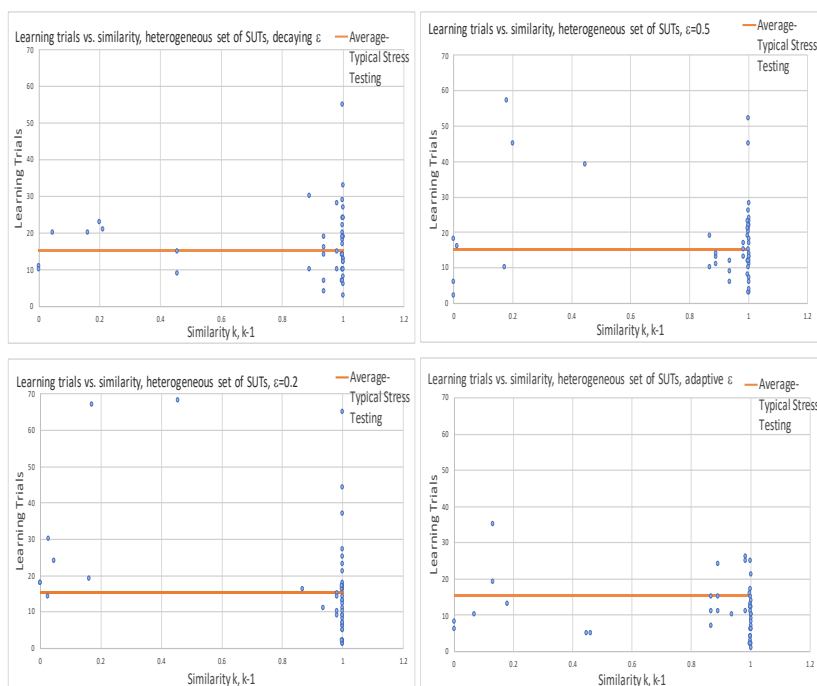 Learning trials vs. similarity, heterogeneous set of SUTs, decaying ε
Average-
Typical Stress
Testing
70
60
50
40
30
20
10
0
Learning Trials
0
0.2
0.4
0.6
0.8
1
1.2
Similarity k, k-1
Learning trials vs. similarity, heterogeneous set of SUTs, ε=0.5
Average-
Typical Stress
Testing
70
60
50
40
30
20
10
0
Learning Trials
0
0.2
0.4
0.6
0.8
1
1.2
Similarity k, k-1
Learning trials vs. similarity, heterogeneous set of SUTs, ε=0.2
Average-
Typical Stress
Testing
70
60
50
40
30
20
10
0
Learning Trials
0
0.2
0.4
0.6
0.8
1
1.2
Similarity k, k-1
Learning trials vs. similarity, heterogeneous set of SUTs, adaptive ε
Average-
Typical Stress
Testing
70
60
50
40
30
20
10
0
Learning Trials
0
0.2
0.4
0.6
0.8
1
1.2
Similarity k, k-1